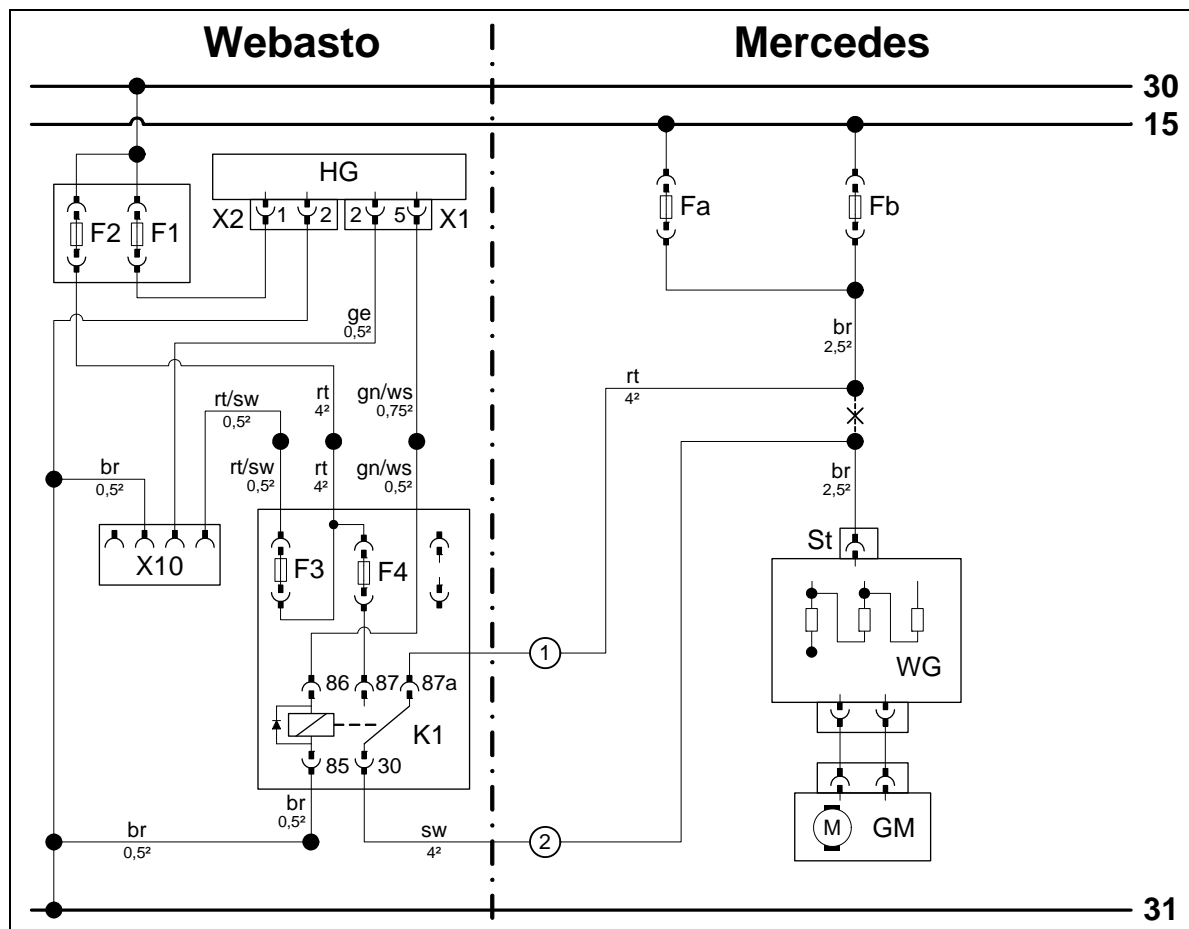 Webasto
Mercedes
30
15
HG
X2 1 2 2 5 X1
F2 F1
Fa
Fb
ge
0,5²
br
2,5²
rt
4²
rt/sw
0,5²
rt
4²
gn/ws
0,75²
br
0,5²
rt/sw
0,5²
rt
4²
gn/ws
0,5²
br
2,5²
X10
St
F3
F4
WG
1
86 87 87a
K1
85 30
br
0,5²
br
0,5²
sw
4²
2
M
GM
31